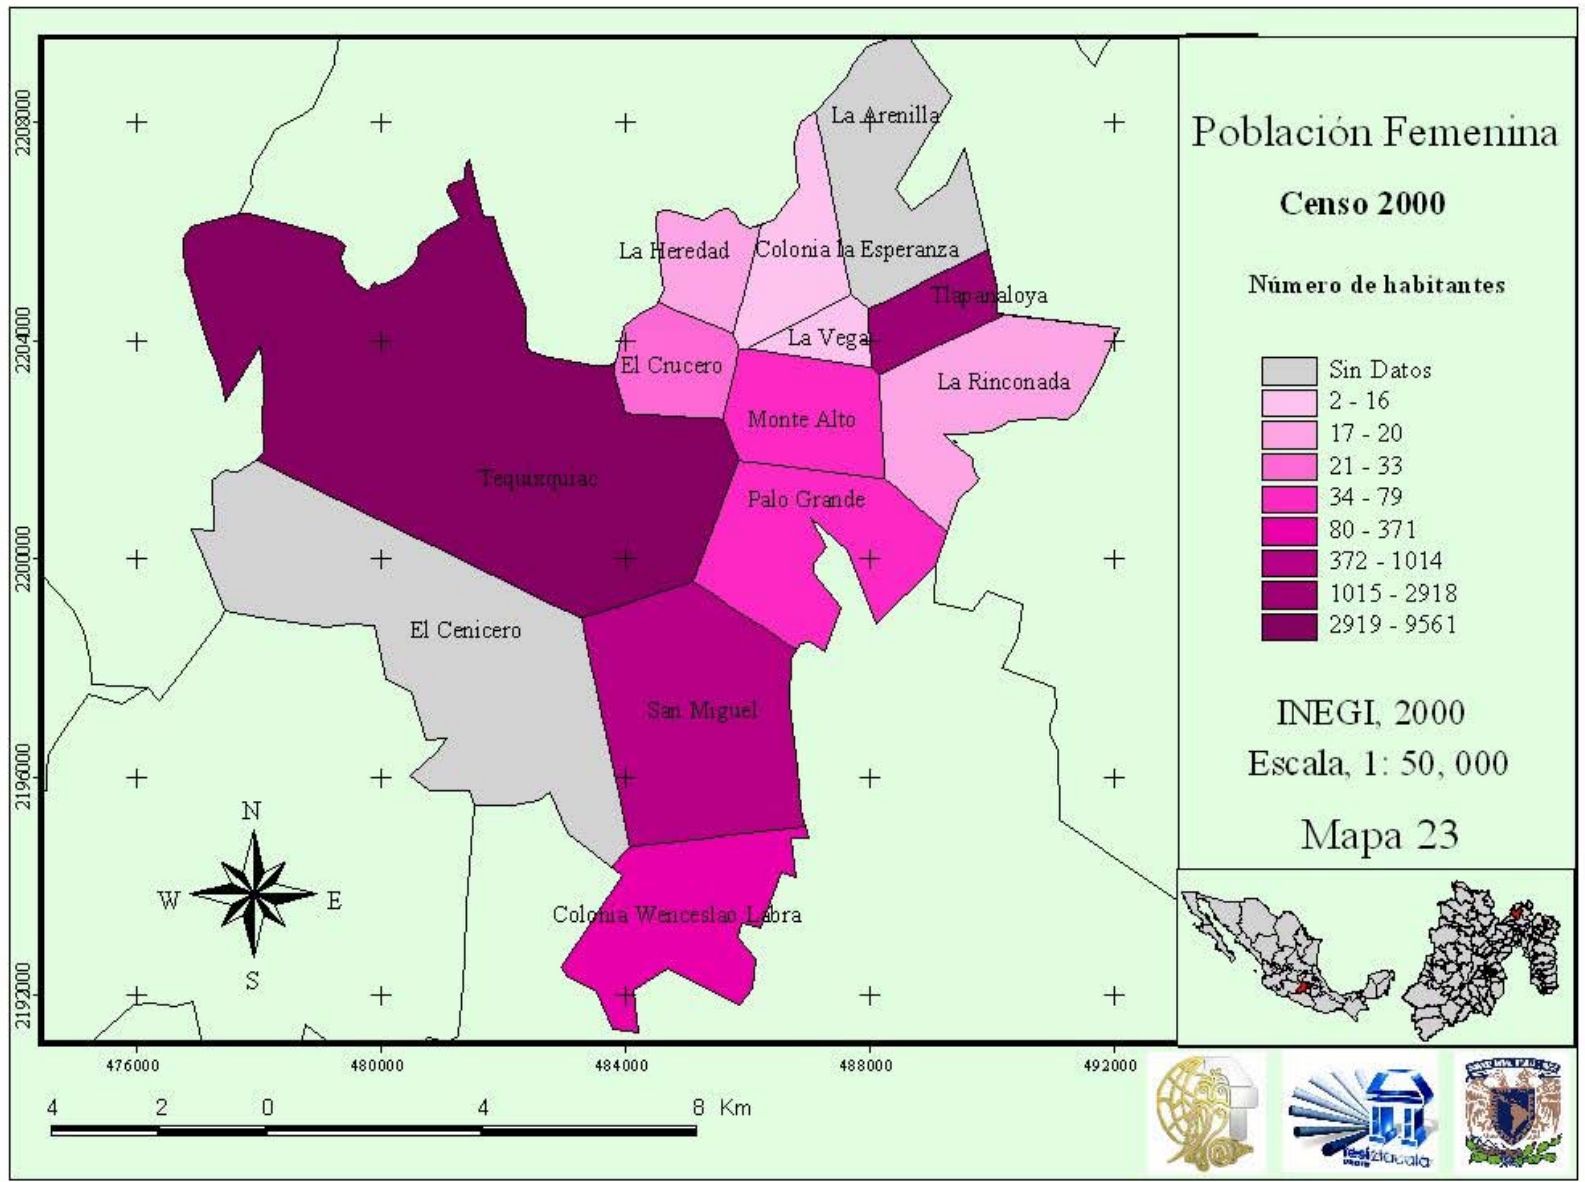 Población Femenina
Censo 2000
Número de habitantes
Sin Datos
2 - 16
17 - 20
21 - 33
34 - 79
80 - 371
372 - 1014
1015 - 2918
2919 - 9561
INEGI, 2000
Escala, 1: 50, 000
Mapa 23
La Arenilla
La Heredad
Colonia la Esperanza
Tlapanaloya
La Vega
El Crucero
La Rinconada
Monte Alto
Tequixquiac
Palo Grande
El Cenicero
San Miguel
Colonia Wenceslao Labra
N
W
E
S
2208000
2204000
2200000
2196000
2192000
476000
480000
484000
488000
492000
4
2
0
4
8 Km